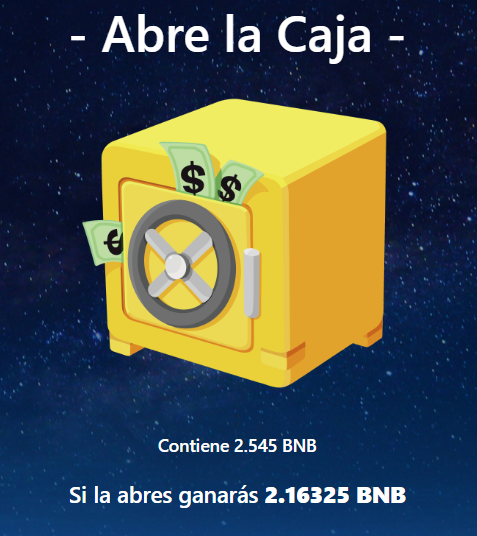 - Abre la Caja -
$ $
€
Contiene 2.545 BNB
Si la abres ganarás 2.16325 BNB